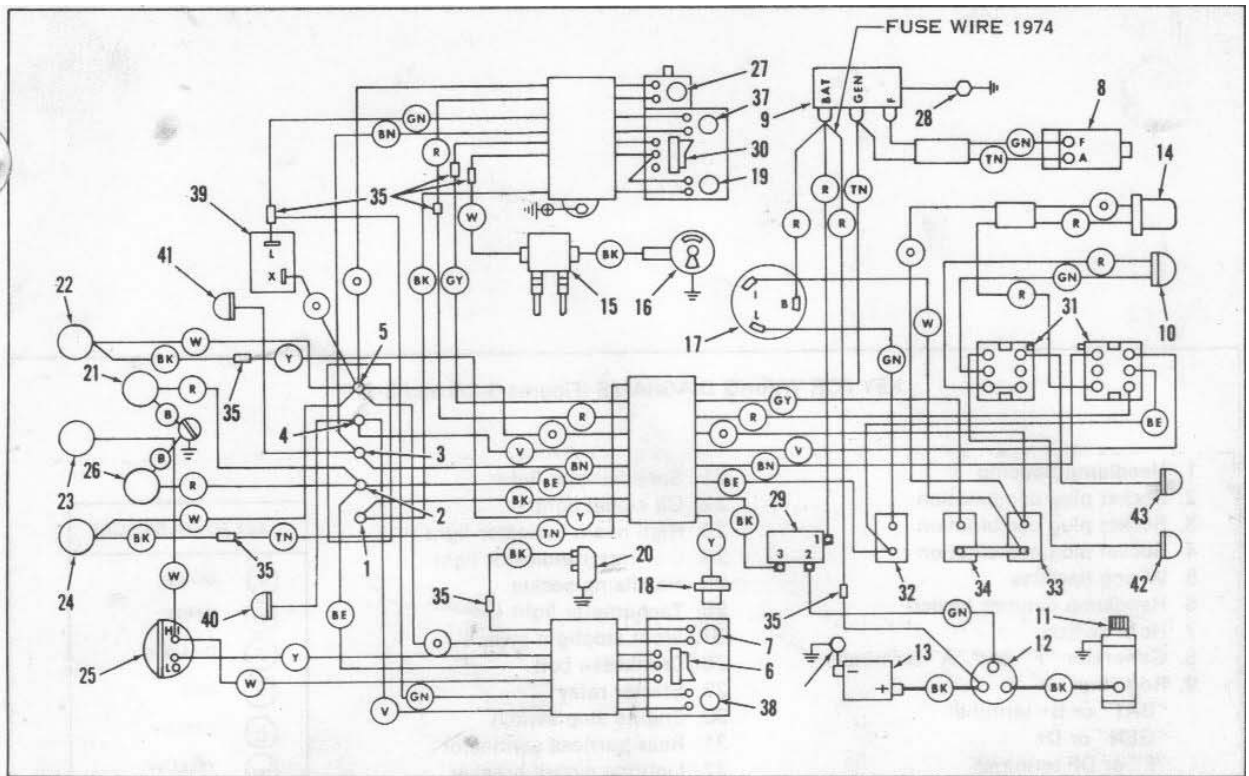 FUSE WIRE 1974
27
37
9
BAT
GEN
F
28
8
GN
BN
R
30
GN
F
TN
A
14
19
39
35
W
R
TN
R
R
O
R
41
L
X
O
O
BK
GY
BK
15
16
17
I
L
B
W
O
GN
R
R
31
10
22
W
BK
Y
5
GN
21
R
35
B
4
R
O
V
GY
R
O
BE
23
B
3
BN
BE
BK
V
BN
BE
26
R
W
2
Y
TN
BK
BK
29
43
24
BK
TN
35
1
20
Y
1
3
2
32
34
33
42
W
40
35
18
35
GN
11
12
25
H
L
Y
W
BE
O
7
6
13
-
+
BK
BK
GN
V
38